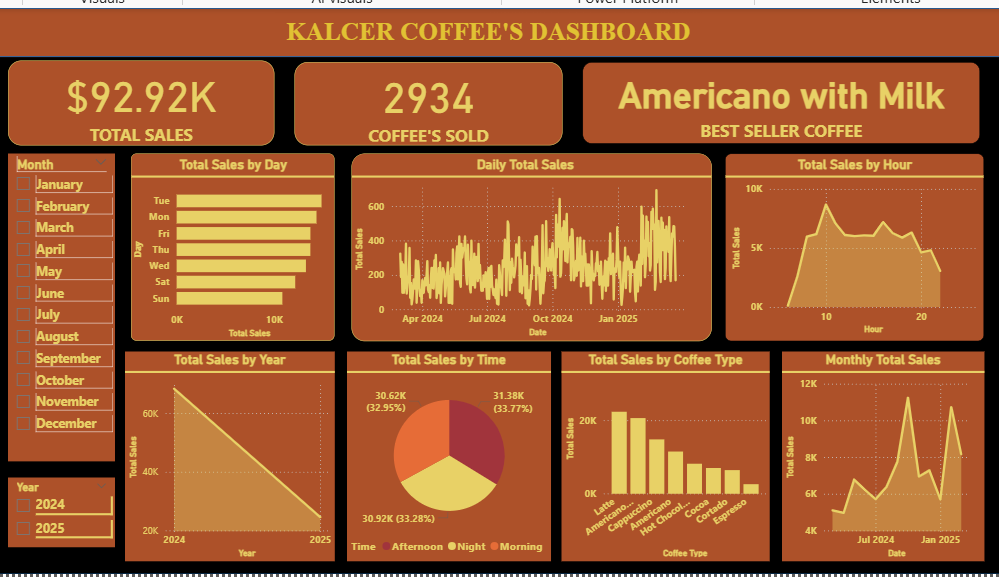 KALCER COFFEE'S DASHBOARD
$92.92K
TOTAL SALES
2934
COFFEE'S SOLD
Americano with Milk
BEST SELLER COFFEE
Month
January
February
March
April
May
June
July
August
September
October
November
December
Year
2024
2025
Total Sales by Day
Day
Tue
Mon
Fri
Thu
Wed
Sat
Sun
0K 10K
Total Sales
Daily Total Sales
Total Sales
600
400
200
0
Apr 2024 Jul 2024 Oct 2024 Jan 2025
Date
Total Sales by Hour
Total Sales
10K
5K
0K
10 20
Hour
Total Sales by Year
Total Sales
60K
40K
20K
2024 2025
Year
Total Sales by Time
30.62K
(32.95%)
31.38K
(33.77%)
30.92K (33.28%)
Time Afternoon Night Morning
Total Sales by Coffee Type
Total Sales
20K
0K
Latte
Americano...
Cappuccino
Americano
Hot Chocol...
Cocoa
Cortado
Espresso
Coffee Type
Monthly Total Sales
Total Sales
12K
10K
8K
6K
4K
Jul 2024 Jan 2025
Date